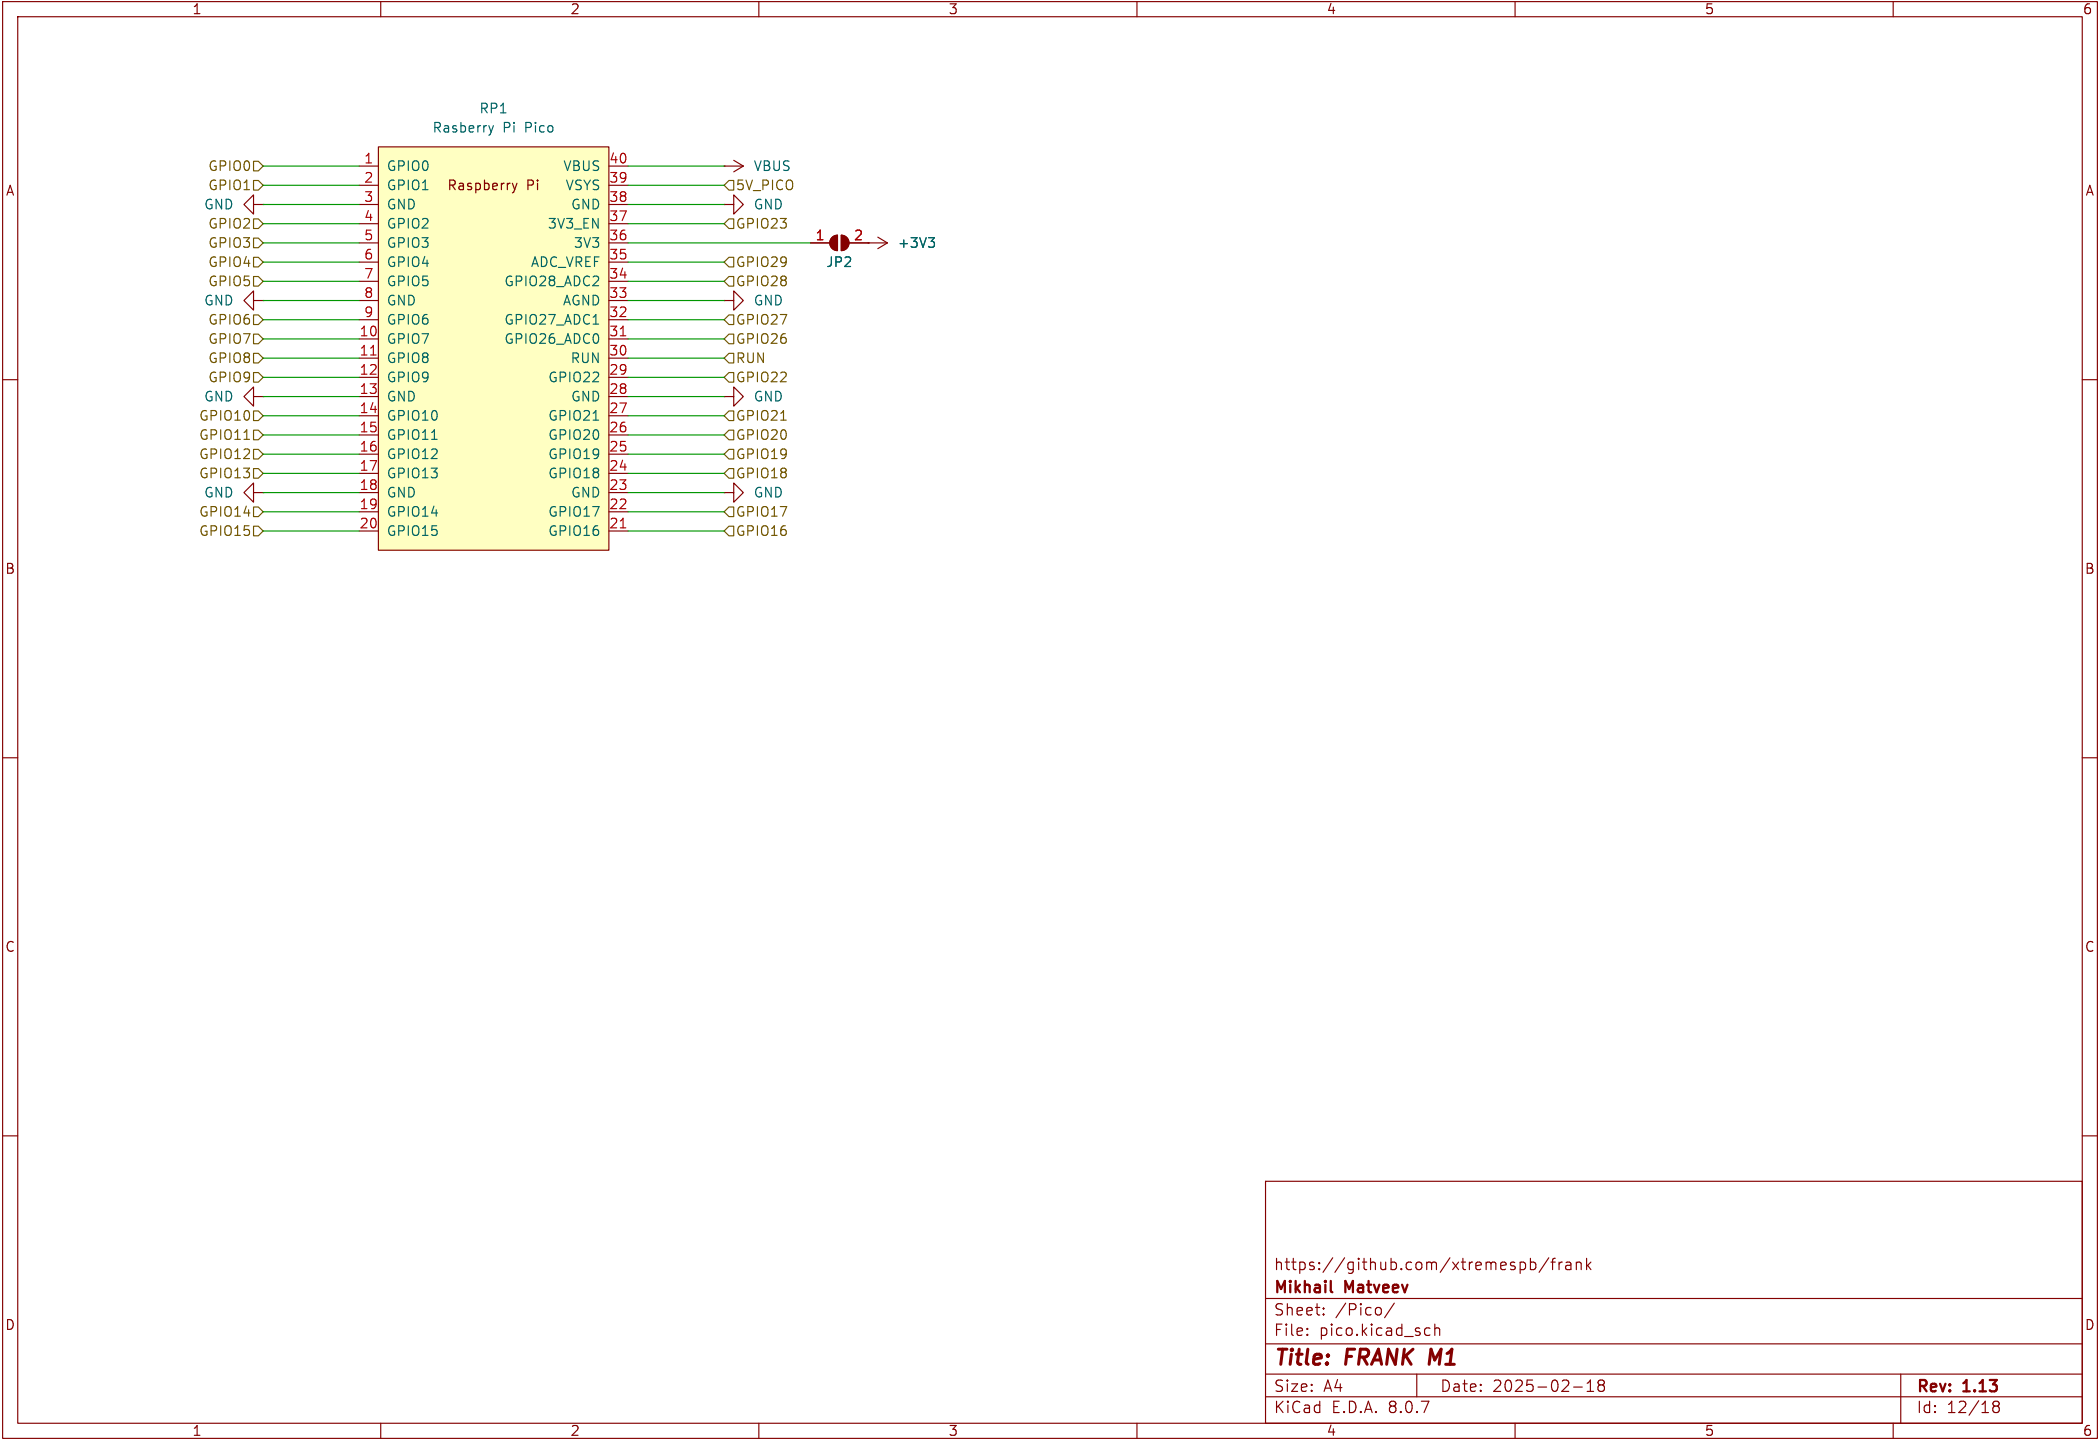 1 2 3 4 5 6
RP1
Rasberry Pi Pico
Raspberry Pi
GPIO0 1 GPIO0 VBUS 40 VBUS
GPIO1 2 GPIO1 VSYS 39 5V_PICO
GND 3 GND GND 38 GND
GPIO2 4 GPIO2 3V3_EN 37 GPIO23
GPIO3 5 GPIO3 3V3 36 1 2 +3V3
JP2
GPIO4 6 GPIO4 ADC_VREF 35 GPIO29
GPIO5 7 GPIO5 GPIO28_ADC2 34 GPIO28
GND 8 GND AGND 33 GND
GPIO6 9 GPIO6 GPIO27_ADC1 32 GPIO27
GPIO7 10 GPIO7 GPIO26_ADC0 31 GPIO26
GPIO8 11 GPIO8 RUN 30 RUN
GPIO9 12 GPIO9 GPIO22 29 GPIO22
GND 13 GND GND 28 GND
GPIO10 14 GPIO10 GPIO21 27 GPIO21
GPIO11 15 GPIO11 GPIO20 26 GPIO20
GPIO12 16 GPIO12 GPIO19 25 GPIO19
GPIO13 17 GPIO13 GPIO18 24 GPIO18
GND 18 GND GND 23 GND
GPIO14 19 GPIO14 GPIO17 22 GPIO17
GPIO15 20 GPIO15 GPIO16 21 GPIO16
A A
B B
C C
D D
https://github.com/xtremespb/frank
Mikhail Matveev
Sheet: /Pico/
File: pico.kicad_sch
Title: FRANK M1
Size: A4 Date: 2025-02-18 Rev: 1.13
KiCad E.D.A. 8.0.7 Id: 12/18
1 2 3 4 5 6